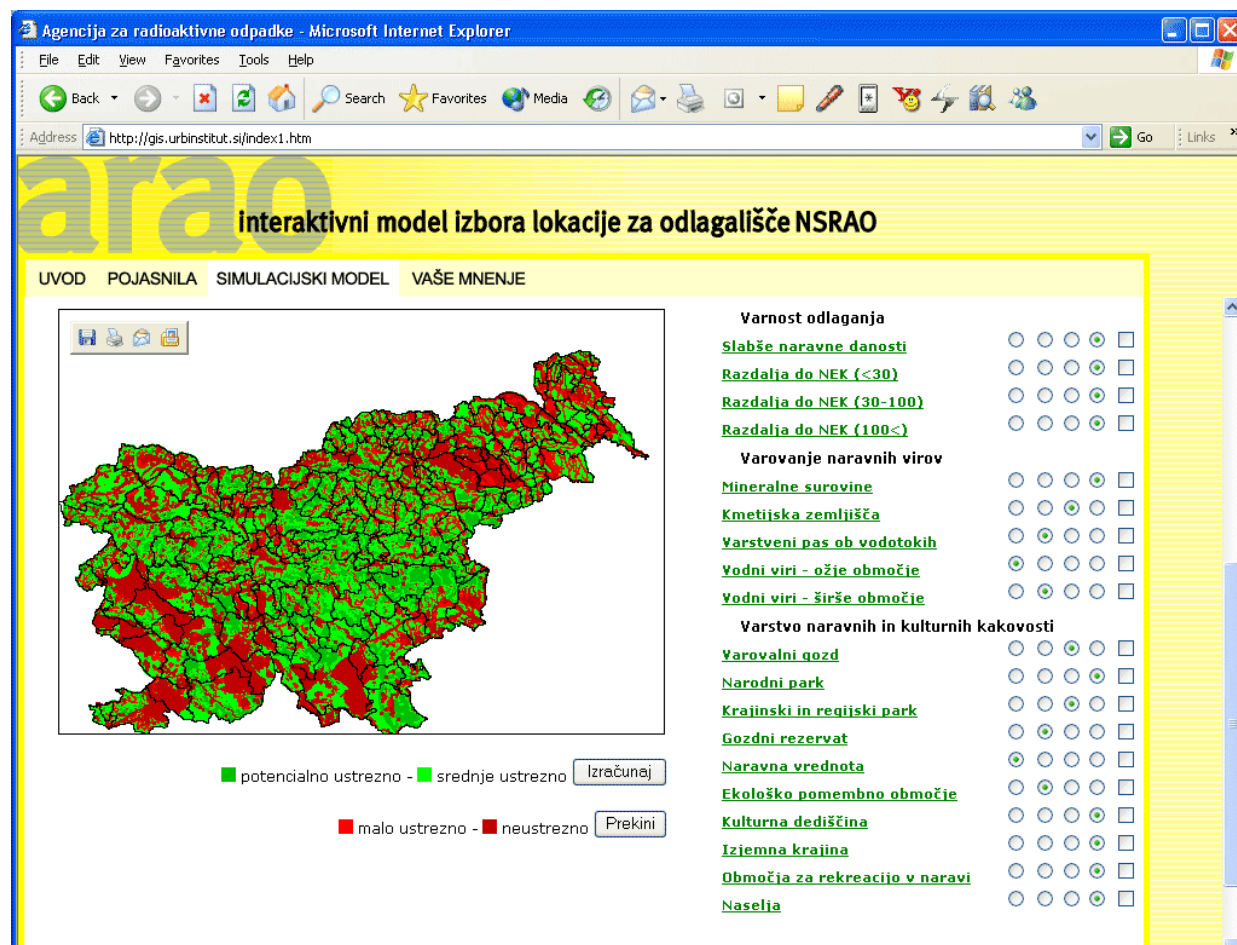 Agencija za radioaktivne odpadke - Microsoft Internet Explorer
File Edit View Favorites Tools Help
Back Search Favorites Media
Address http://gis.urbinstitut.si/index1.htm Go Links »
arao
interaktivni model izbora lokacije za odlagališče NSRAO
UVOD POJASNILA SIMULACIJSKI MODEL VAŠE MNENJE
Varnost odlaganja
Slabše naravne danosti
Razdalja do NEK (<30)
Razdalja do NEK (30-100)
Razdalja do NEK (100<)
Varovanje naravnih virov
Mineralne surovine
Kmetijska zemljišča
Varstveni pas ob vodotokih
Vodni viri - ožje območje
Vodni viri - širše območje
Varstvo naravnih in kulturnih kakovosti
Varovalni gozd
Narodni park
Krajinski in regijski park
Gozdni rezervat
Naravna vrednota
Ekološko pomembno območje
Kulturna dediščina
Izjemna krajina
Območja za rekreacijo v naravi
Naselja
potencialno ustrezno - srednje ustrezno Izračunaj
malo ustrezno - neustrezno Prekini